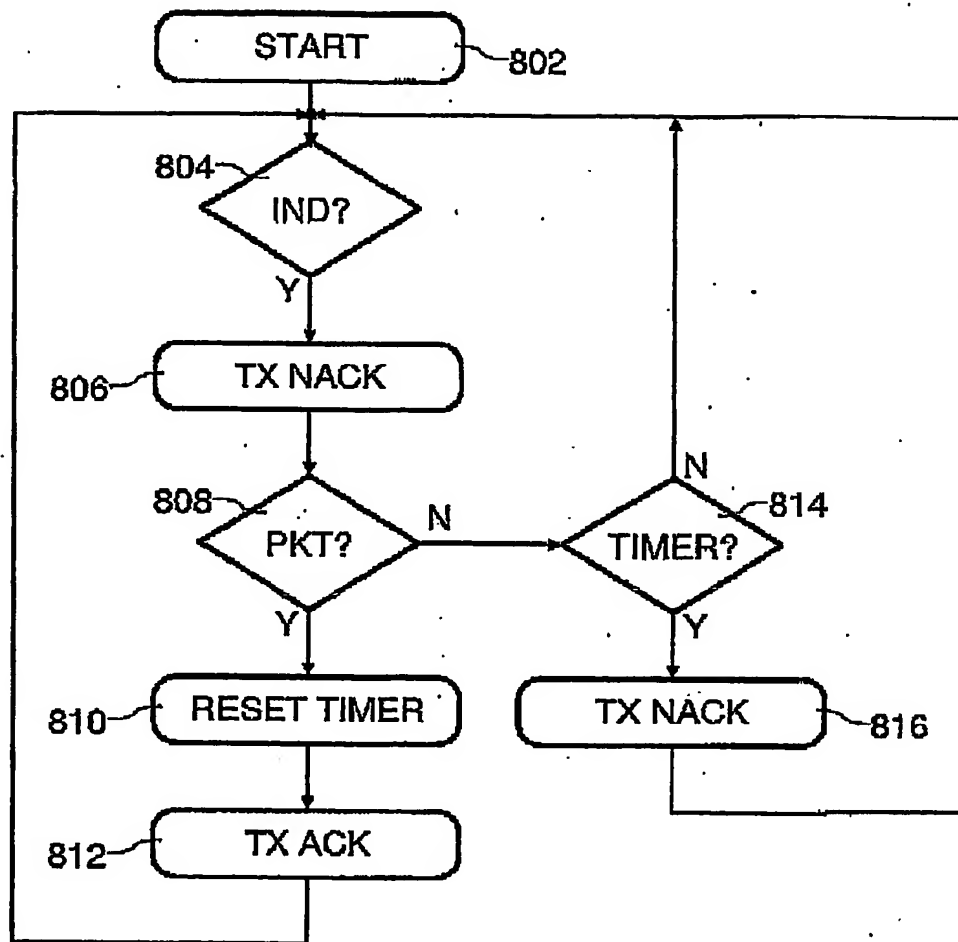 START
802
804
IND?
Y
TX NACK
806
808
PKT?
N
Y
N
814
TIMER?
Y
RESET TIMER
810
TX NACK
816
TX ACK
812